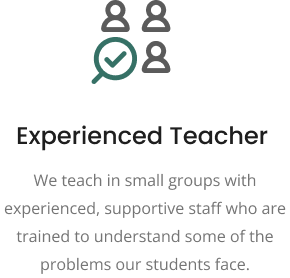 Experienced Teacher
We teach in small groups with
experienced, supportive staff who are
trained to understand some of the
problems our students face.